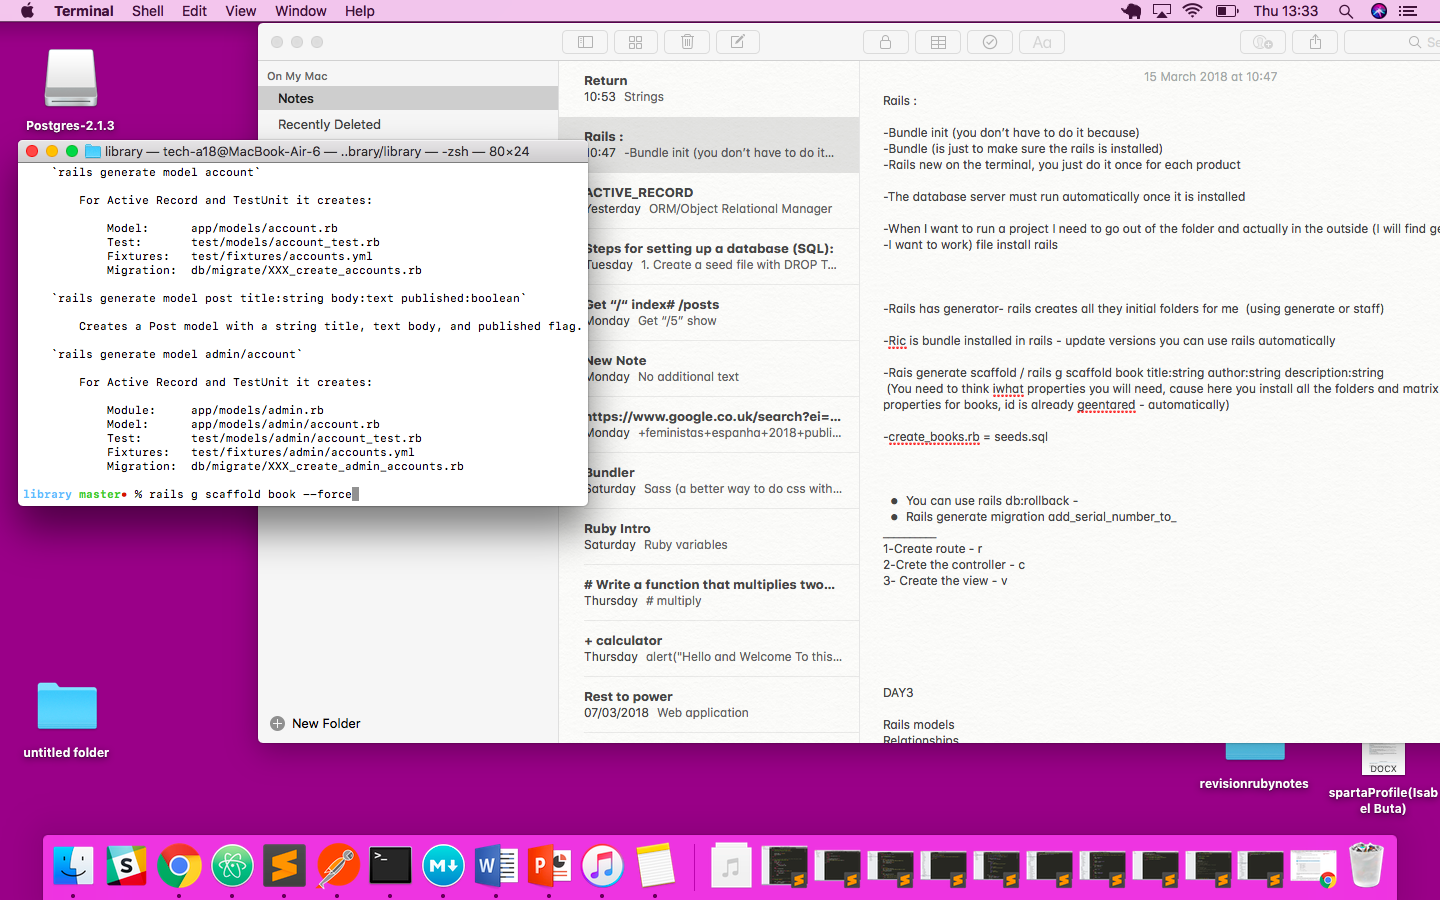 Terminal Shell Edit View Window Help Thu 13:33
Postgres-2.1.3
On My Mac
Notes
Recently Deleted
library — tech-a18@MacBook-Air-6 — ..brary/library — -zsh — 80×24
`rails generate model account`
For Active Record and TestUnit it creates:
Model: app/models/account.rb
Test: test/models/account_test.rb
Fixtures: test/fixtures/accounts.yml
Migration: db/migrate/XXX_create_accounts.rb
`rails generate model post title:string body:text published:boolean`
Creates a Post model with a string title, text body, and published flag.
`rails generate model admin/account`
For Active Record and TestUnit it creates:
Module: app/models/admin.rb
Model: app/models/admin/account.rb
Test: test/models/admin/account_test.rb
Fixtures: test/fixtures/admin/accounts.yml
Migration: db/migrate/XXX_create_admin_accounts.rb
library master• % rails g scaffold book --force
New Folder
Return
10:53 Strings
Rails :
10:47 -Bundle init (you don’t have to do it...
ACTIVE_RECORD
Yesterday ORM/Object Relational Manager
Steps for setting up a database (SQL):
Tuesday 1. Create a seed file with DROP T...
Get “/“ index# /posts
Monday Get “/5” show
New Note
Monday No additional text
https://www.google.co.uk/search?ei=...
Monday +feministas+espanha+2018+publi...
Bundler
Saturday Sass (a better way to do css with...
Ruby Intro
Saturday Ruby variables
# Write a function that multiplies two...
Thursday # multiply
+ calculator
Thursday alert("Hello and Welcome To this...
Rest to power
07/03/2018 Web application
Aa
Se
15 March 2018 at 10:47
Rails :
-Bundle init (you don’t have to do it because)
-Bundle (is just to make sure the rails is installed)
-Rails new on the terminal, you just do it once for each product
-The database server must run automatically once it is installed
-When I want to run a project I need to go out of the folder and actually in the outside (I will find ge
-I want to work) file install rails
-Rails has generator- rails creates all they initial folders for me (using generate or staff)
-Ric is bundle installed in rails - update versions you can use rails automatically
-Rais generate scaffold / rails g scaffold book title:string author:string description:string
(You need to think iwhat properties you will need, cause here you install all the folders and matrix
properties for books, id is already geentared - automatically)
-create_books.rb = seeds.sql
• You can use rails db:rollback -
• Rails generate migration add_serial_number_to_
__________
1-Create route - r
2-Crete the controller - c
3- Create the view - v
DAY3
Rails models
Relationships
untitled folder
revisionrubynotes
DOCX
spartaProfile(Isab
el Buta)